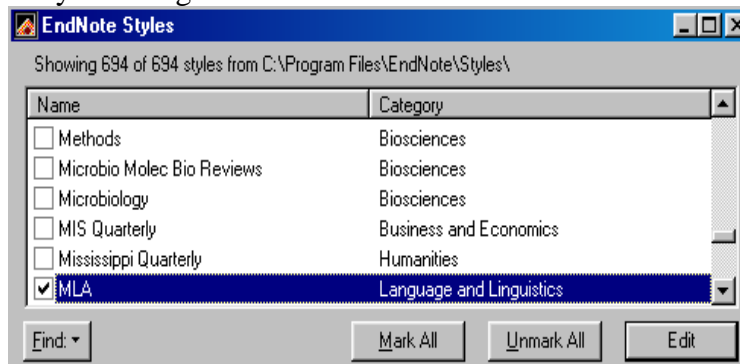 EndNote Styles
Showing 694 of 694 styles from C:\Program Files\EndNote\Styles\
Name Category
Methods Biosciences
Microbio Molec Bio Reviews Biosciences
Microbiology Biosciences
MIS Quarterly Business and Economics
Mississippi Quarterly Humanities
MLA Language and Linguistics
Find: Mark All Unmark All Edit